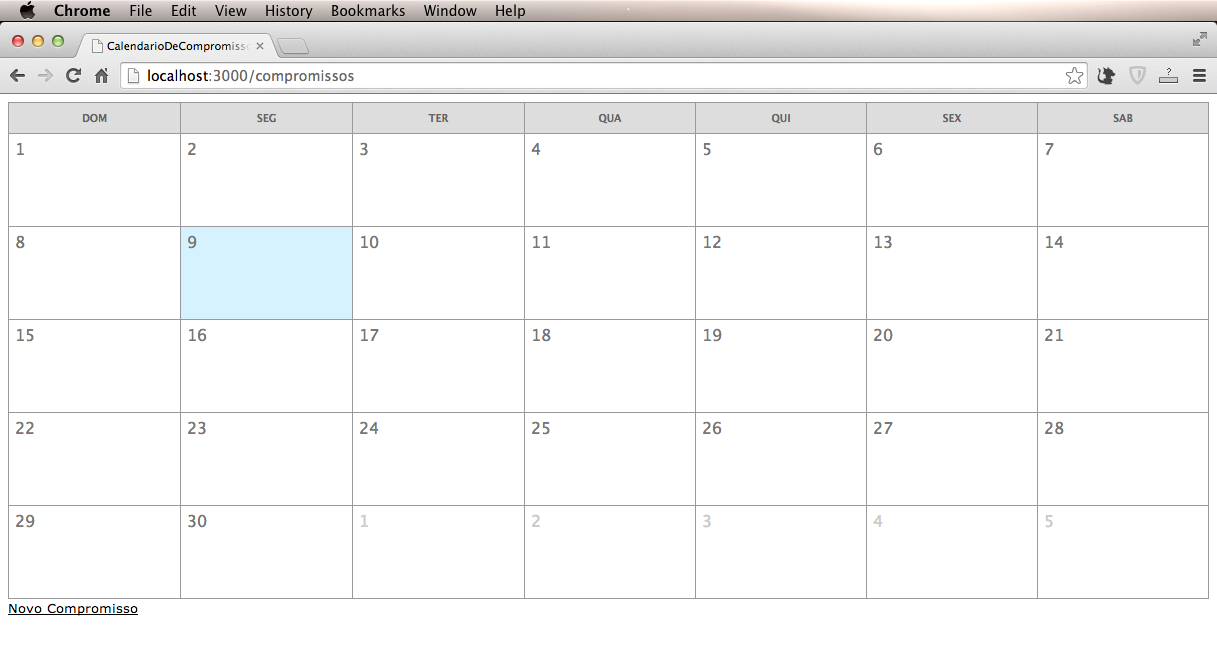 Chrome File Edit View History Bookmarks Window Help
CalendarioDeCompromiss
localhost:3000/compromissos
?
DOM SEG TER QUA QUI SEX SAB
1 2 3 4 5 6 7
8 9 10 11 12 13 14
15 16 17 18 19 20 21
22 23 24 25 26 27 28
29 30 1 2 3 4 5
Novo Compromisso